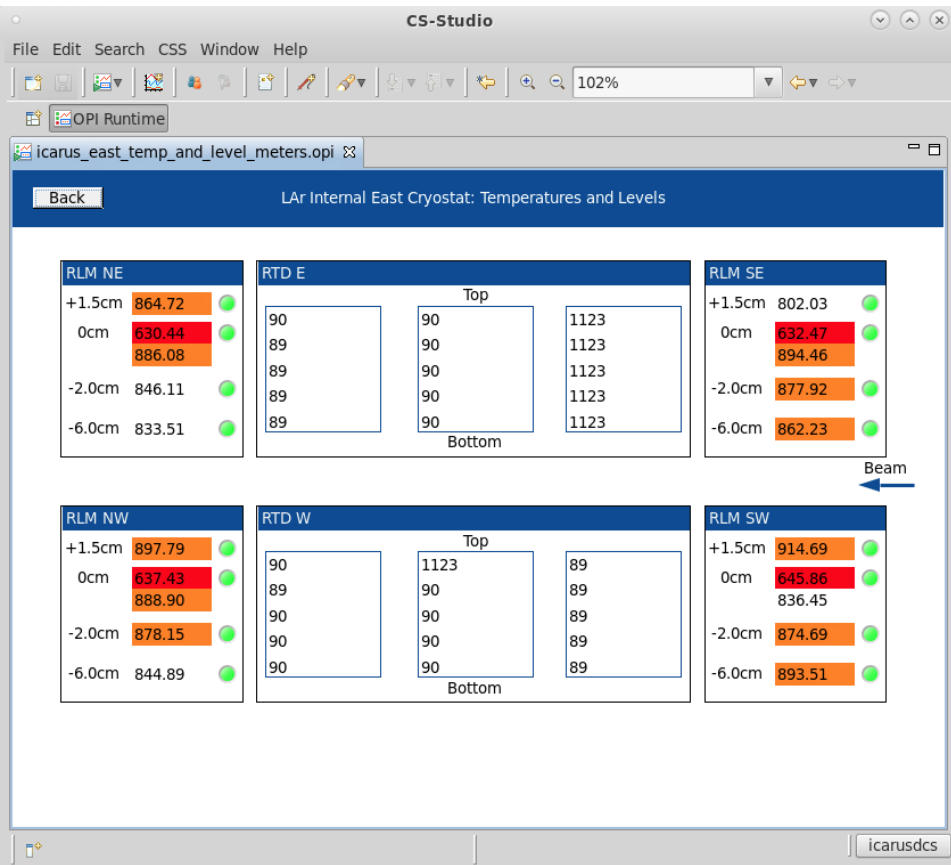 CS-Studio
File Edit Search CSS Window Help
102%
OPI Runtime
icarus_east_temp_and_level_meters.opi
Back
LAr Internal East Cryostat: Temperatures and Levels
RLM NE
+1.5cm 864.72
0cm 630.44
886.08
-2.0cm 846.11
-6.0cm 833.51
RTD E
Top
90 90 1123
89 90 1123
89 90 1123
89 90 1123
89 90 1123
Bottom
RLM SE
+1.5cm 802.03
0cm 632.47
894.46
-2.0cm 877.92
-6.0cm 862.23
Beam
RLM NW
+1.5cm 897.79
0cm 637.43
888.90
-2.0cm 878.15
-6.0cm 844.89
RTD W
Top
90 1123 89
89 90 89
90 90 89
90 90 89
90 90 89
Bottom
RLM SW
+1.5cm 914.69
0cm 645.86
836.45
-2.0cm 874.69
-6.0cm 893.51
icarusdcs